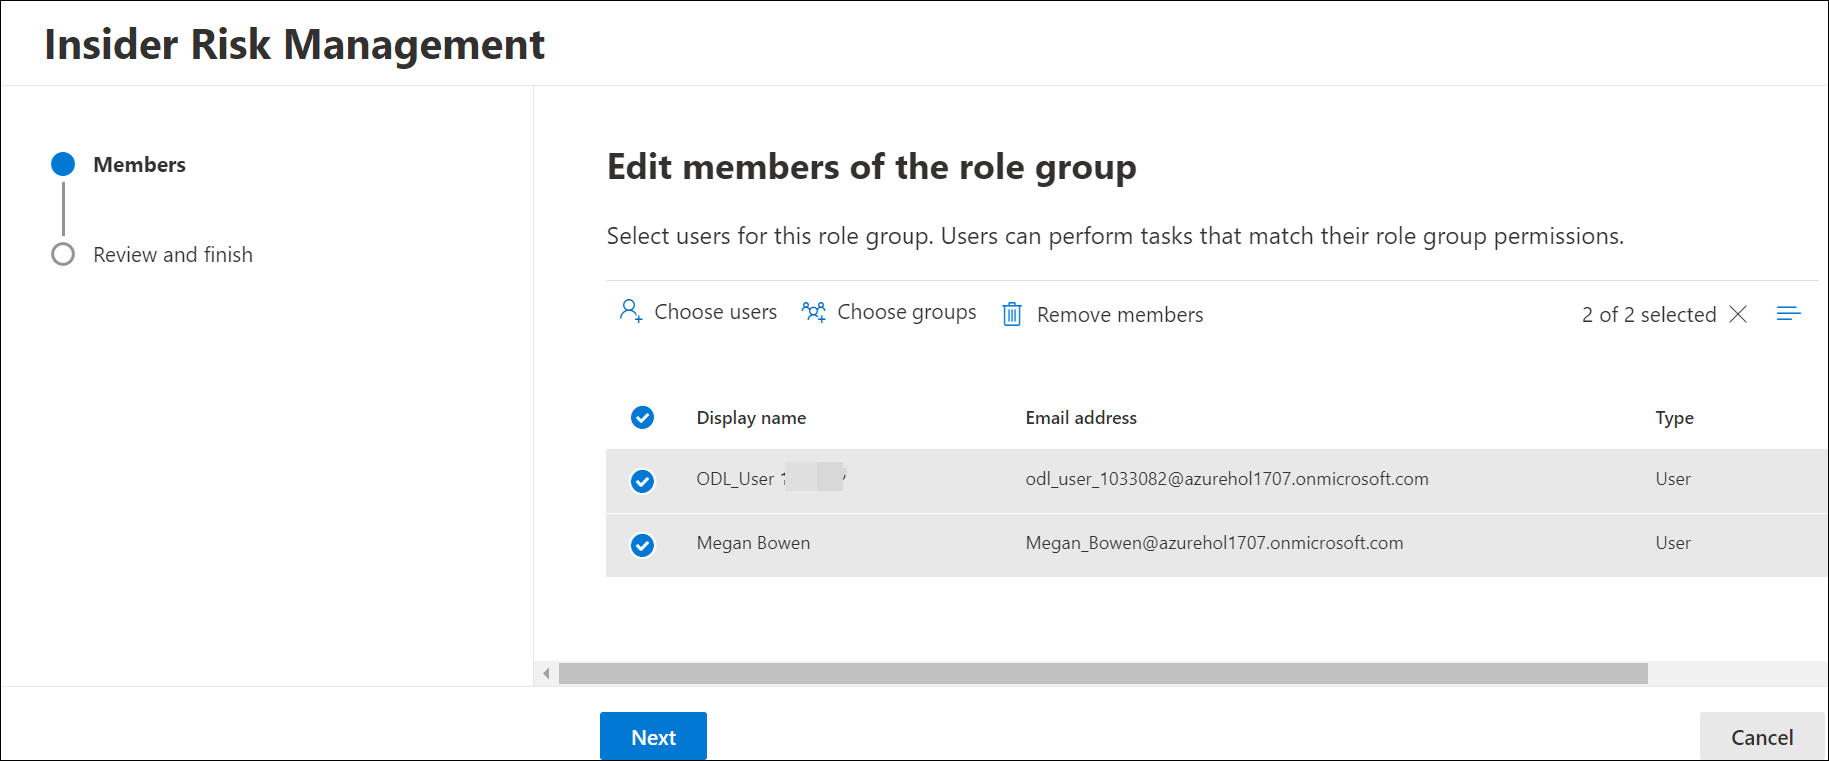 Insider Risk Management
Members
Review and finish
Edit members of the role group
Select users for this role group. Users can perform tasks that match their role group permissions.
Choose users Choose groups Remove members 2 of 2 selected
Display name Email address Type
ODL_User odl_user_1033082@azurehol1707.onmicrosoft.com User
Megan Bowen Megan_Bowen@azurehol1707.onmicrosoft.com User
Next Cancel